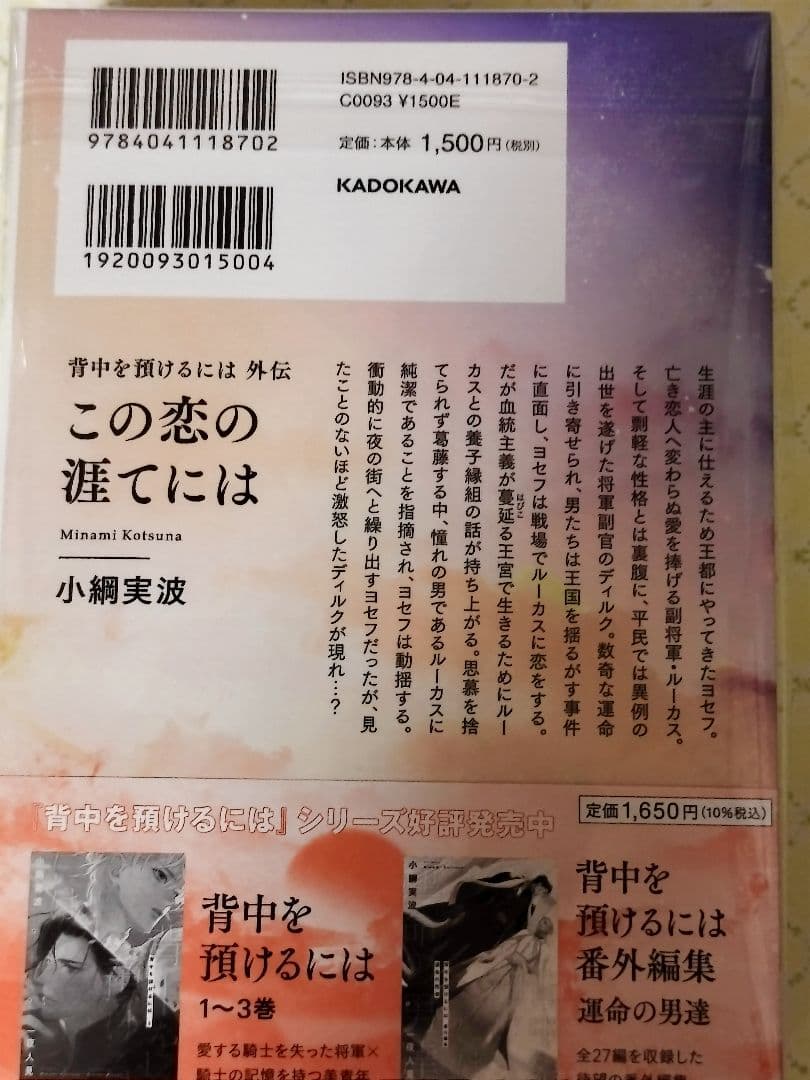 9784041118702
ISBN978-4-04-111870-2
C0093 ¥1500E
定価:本体 1,500円(税別)
KADOKAWA
1920093015004
生涯の主に仕えるため王都にやってきたヨセフ。
亡き恋人へ変わらぬ愛を捧げる副将軍・ルーカス。
そして剽軽な性格とは裏腹に、平民では異例の
出世を遂げた将軍副官のディルク。数奇な運命
に引き寄せられ、男たちは王国を揺るがす事件
に直面し、ヨセフは戦場でルーカスに恋をする。
だが血統主義が蔓延る王宮で生きるためにルー
はびこ
カスとの養子縁組の話が持ち上がる。思慕を捨
てられず葛藤する中、憧れの男であるルーカスに
純潔であることを指摘され、ヨセフは動揺する。
衝動的に夜の街へと繰り出すヨセフだったが、見
たことのないほど激怒したディルクが現れ…?
背中を預けるには 外伝
この恋の
涯てには
Minami Kotsuna
小綱実波
『背中を預けるには』シリーズ好評発売中
定価1,650円(10%税込)
背中を
預けるには
1～3巻
愛する騎士を失った将軍×
騎士の記憶を持つ美青年
小綱実波
背中を
預けるには
番外編集
運命の男達
全27編を収録した
待望の番外編集